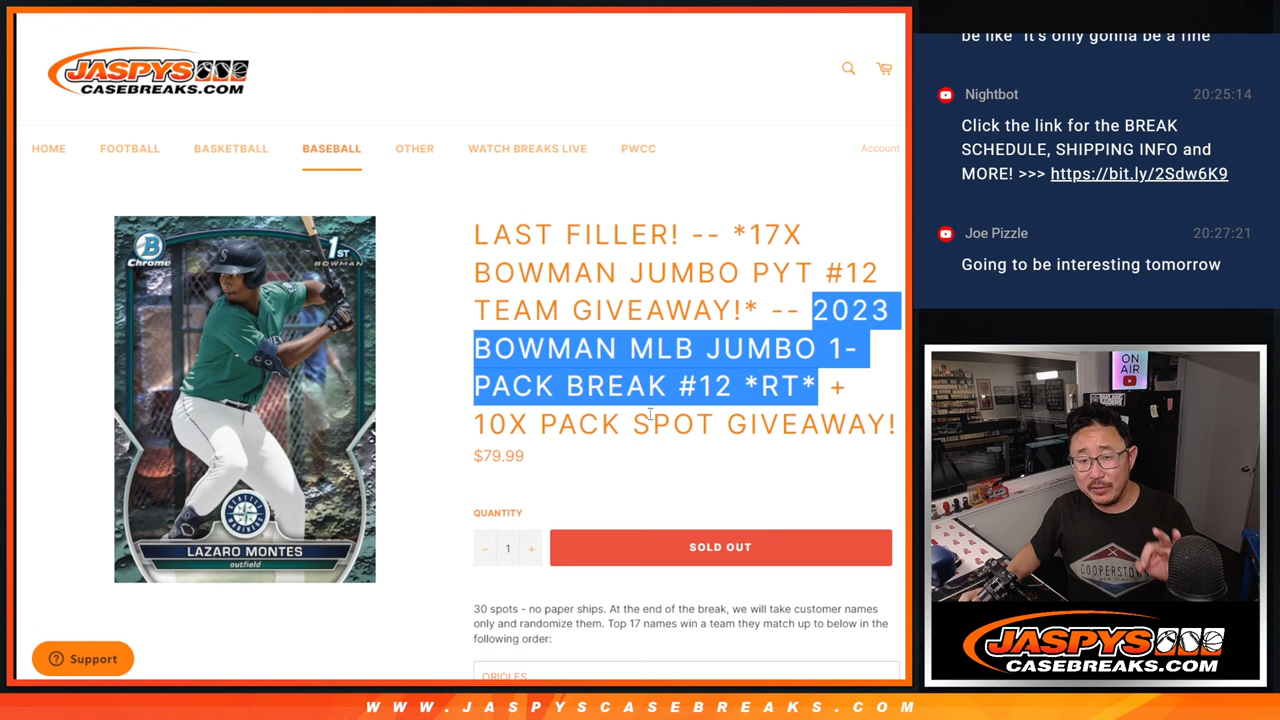 JASPYS
CASEBREAKS.COM
HOME
FOOTBALL
BASKETBALL
BASEBALL
OTHER
WATCH BREAKS LIVE
PWCC
Account
B
Chrome
1ST
BOWMAN
S
LAZARO MONTES
outfield
LAST FILLER! -- *17X
BOWMAN JUMBO PYT #12
TEAM GIVEAWAY!* -- 2023
BOWMAN MLB JUMBO 1-
PACK BREAK #12 *RT* +
10X PACK SPOT GIVEAWAY!
$79.99
QUANTITY
− 1 +
SOLD OUT
30 spots - no paper ships. At the end of the break, we will take customer names
only and randomize them. Top 17 names win a team they match up to below in the
following order:
ORIOLES
Support
be like "It's only gonna be a fine
Nightbot
20:25:14
Click the link for the BREAK
SCHEDULE, SHIPPING INFO and
MORE! >>> https://bit.ly/2Sdw6K9
Joe Pizzle
20:27:21
Going to be interesting tomorrow
ON
AIR
COOPERSTOWN
JASPYS
CASEBREAKS.COM
WWW.JASPYSCASEBREAKS.COM